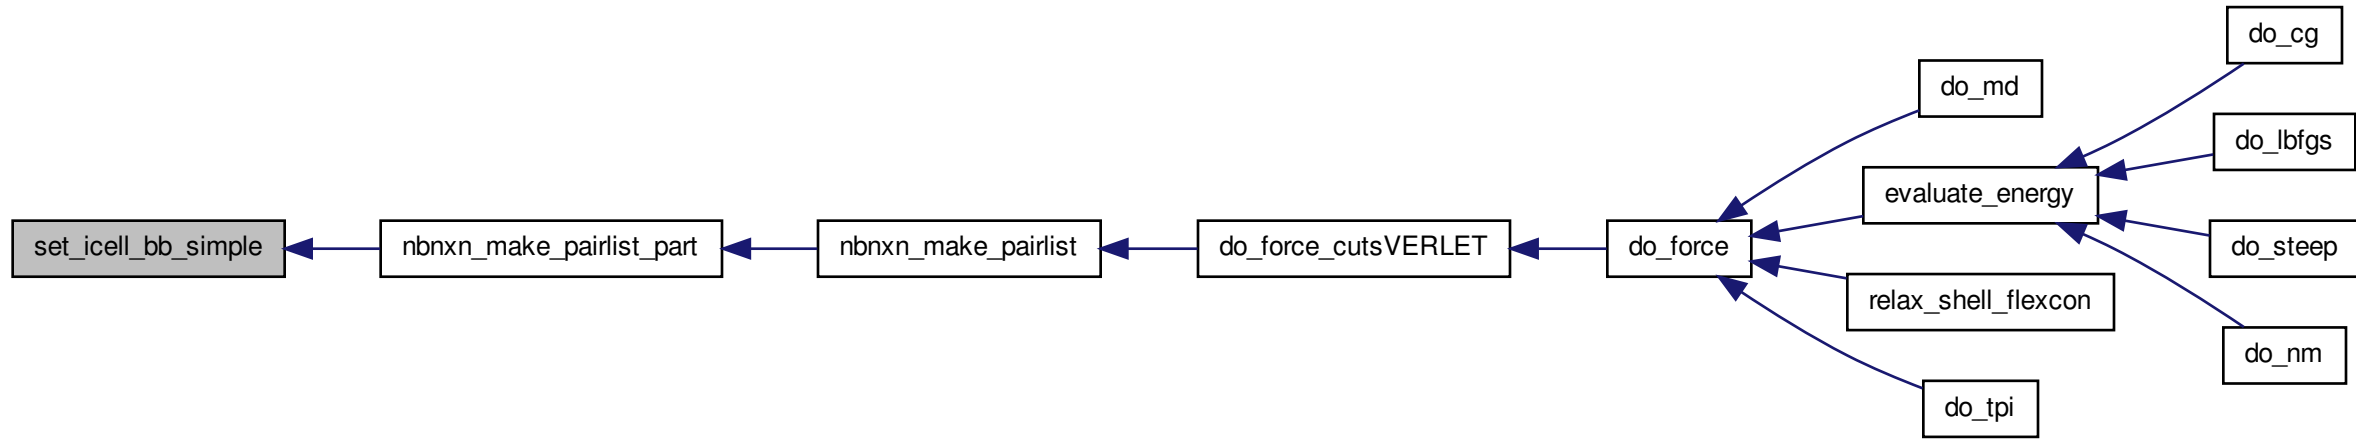 do_cg
do_md
do_lbfgs
evaluate_energy
set_icell_bb_simple
nbnxn_make_pairlist_part
nbnxn_make_pairlist
do_force_cutsVERLET
do_force
do_steep
relax_shell_flexcon
do_nm
do_tpi